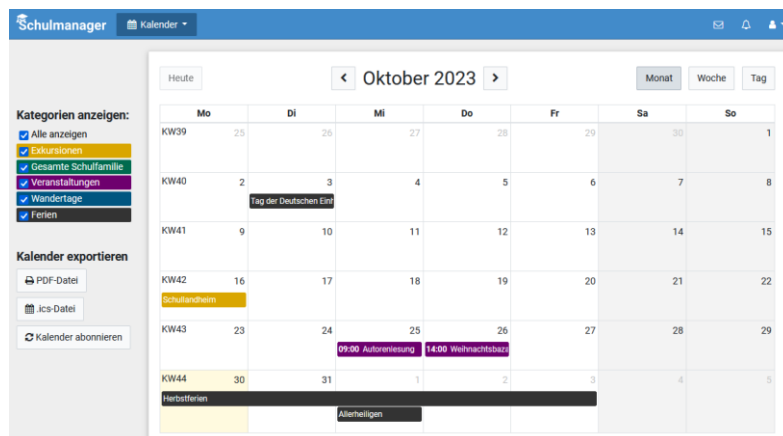 Schulmanager
Kalender
Heute
Oktober 2023
Monat Woche Tag
Kategorien anzeigen:
Alle anzeigen
Exkursionen
Gesamte Schulfamilie
Veranstaltungen
Wandertage
Ferien
Kalender exportieren
PDF-Datei
.ics-Datei
Kalender abonnieren
Mo Di Mi Do Fr Sa So
KW39 25 26 27 28 29 30 1
KW40 2 3 4 5 6 7 8
Tag der Deutschen Einh
KW41 9 10 11 12 13 14 15
KW42 16 17 18 19 20 21 22
Schullandheim
KW43 23 24 25 26 27 28 29
09:00 Autorenlesung 14:00 Weihnachtsbaza
KW44 30 31 1 2 3 4 5
Herbstferien
Allerheiligen